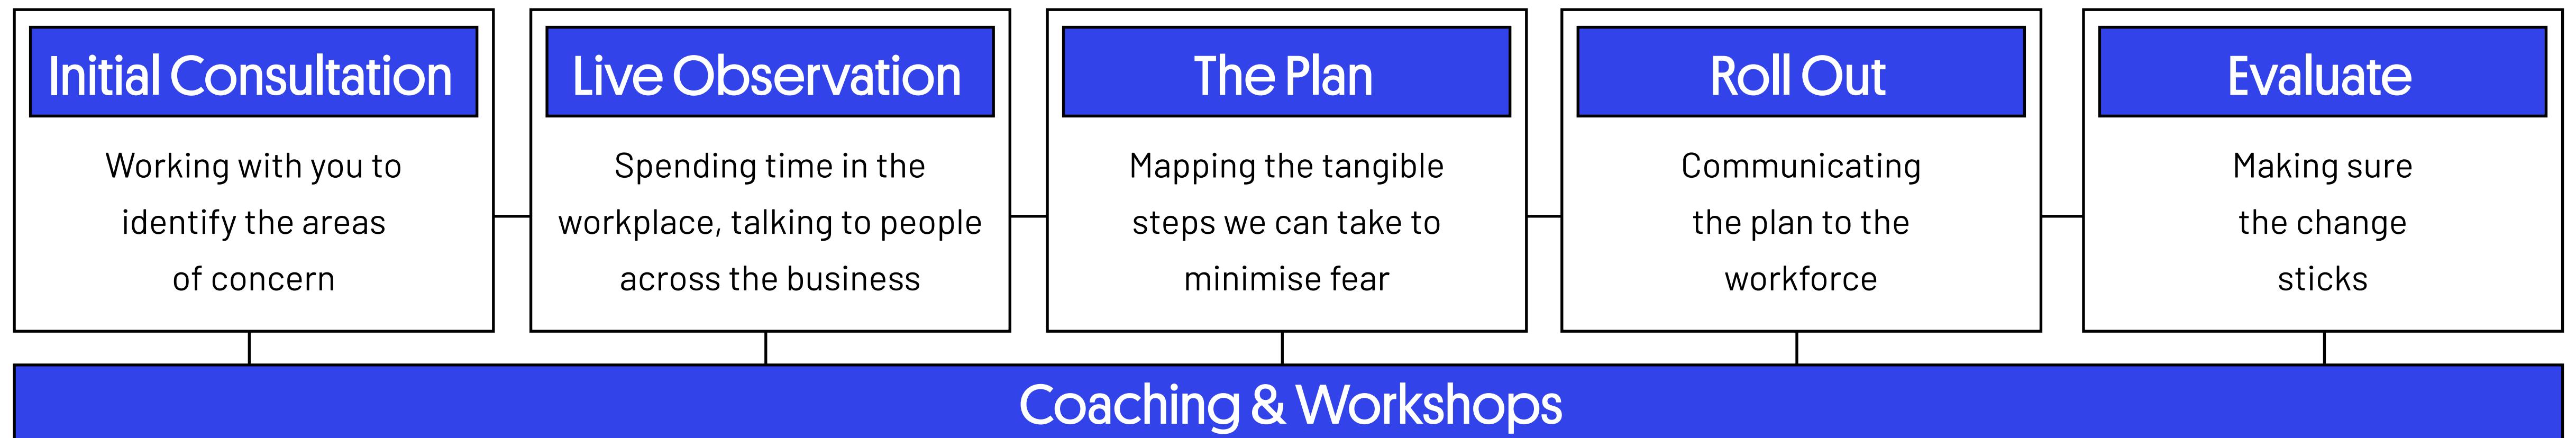 Initial Consultation
Working with you to
identify the areas
of concern
Live Observation
Spending time in the
workplace, talking to people
across the business
The Plan
Mapping the tangible
steps we can take to
minimise fear
Roll Out
Communicating
the plan to the
workforce
Evaluate
Making sure
the change
sticks
Coaching & Workshops